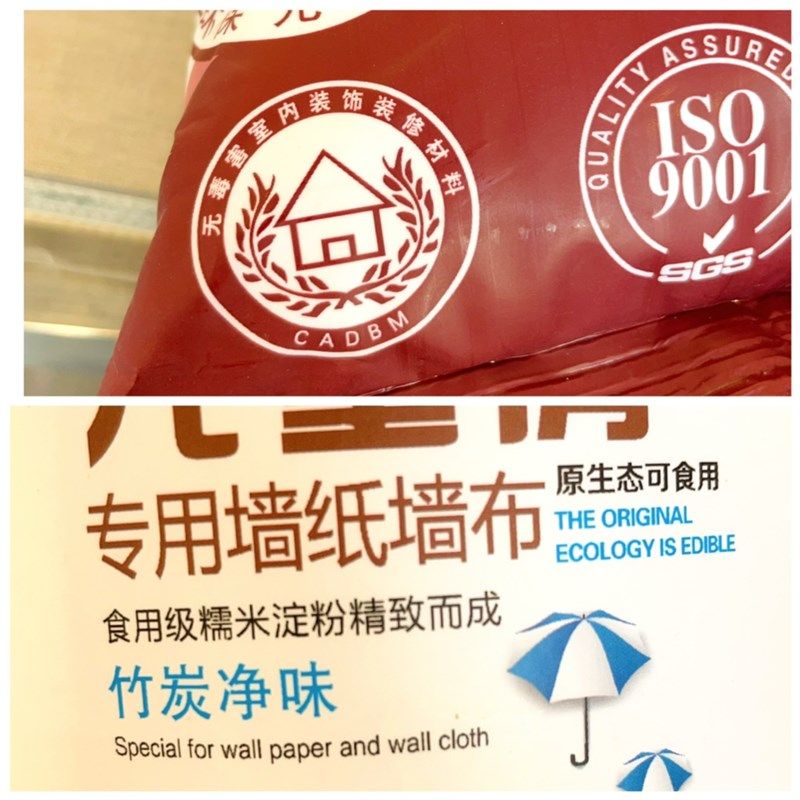 无毒害室内装饰装修材料
CADBM
QUALITY ASSURED
ISO
9001
SGS
专用墙纸墙布
原生态可食用
THE ORIGINAL
ECOLOGY IS EDIBLE
食用级糯米淀粉精致而成
竹炭净味
Special for wall paper and wall cloth